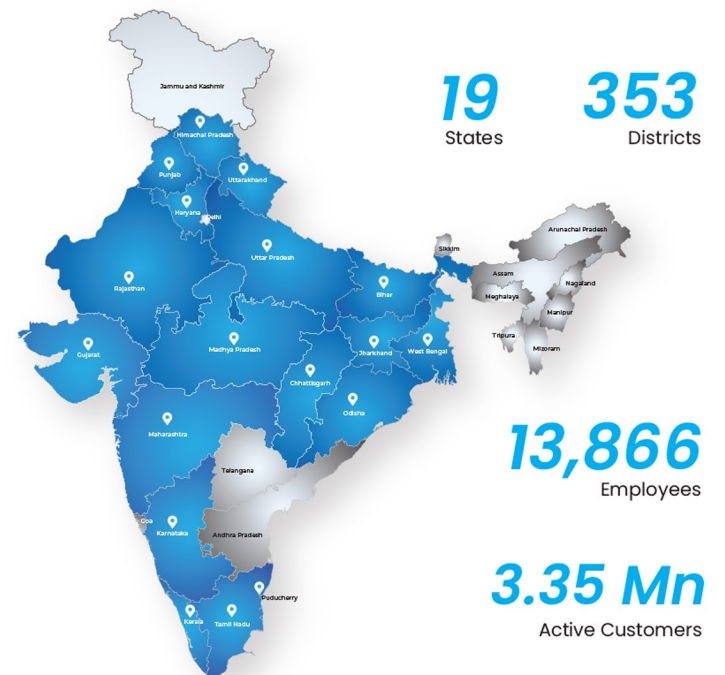 Jammu and Kashmir
19
States
353
Districts
Himachal Pradesh
Punjab
Uttarakhand
Haryana
Delhi
Uttar Pradesh
Rajasthan
Bihar
Sikkim
Arunachal Pradesh
Assam
Nagaland
Meghalaya
Manipur
Tripura
Mizoram
Gujarat
Madhya Pradesh
Jharkhand
West Bengal
Chhattisgarh
Odisha
Maharashtra
Telangana
13,866
Employees
Goa
Karnataka
Andhra Pradesh
Puducherry
Kerala
Tamil Nadu
3.35 Mn
Active Customers